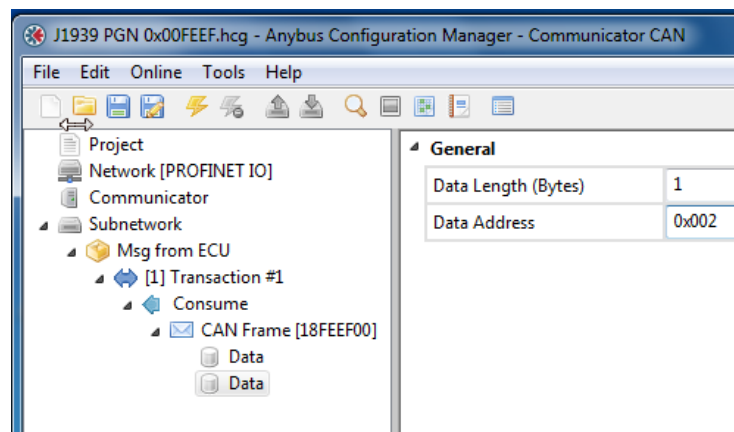 J1939 PGN 0x00FEEF.hcg - Anybus Configuration Manager - Communicator CAN
File Edit Online Tools Help
Project
Network [PROFINET IO]
Communicator
Subnetwork
Msg from ECU
[1] Transaction #1
Consume
CAN Frame [18FEEF00]
Data
Data
General
Data Length (Bytes) 1
Data Address 0x002